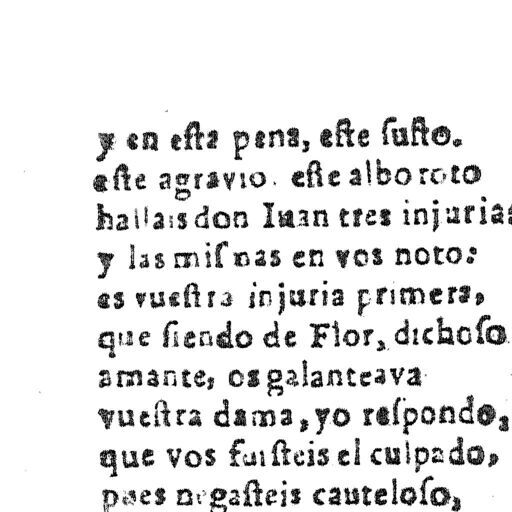 y en esta pena, este susto.
este agravio. este alboroto
hallais don Iuan tres injurias
y las mismas en vos noto:
es vuestra injuria primera,
que siendo de Flor, dichoso
amante, os galanteava
vuestra dama, yo respondo,
que vos fuisteis el culpado,
pues negasteis cauteloso,